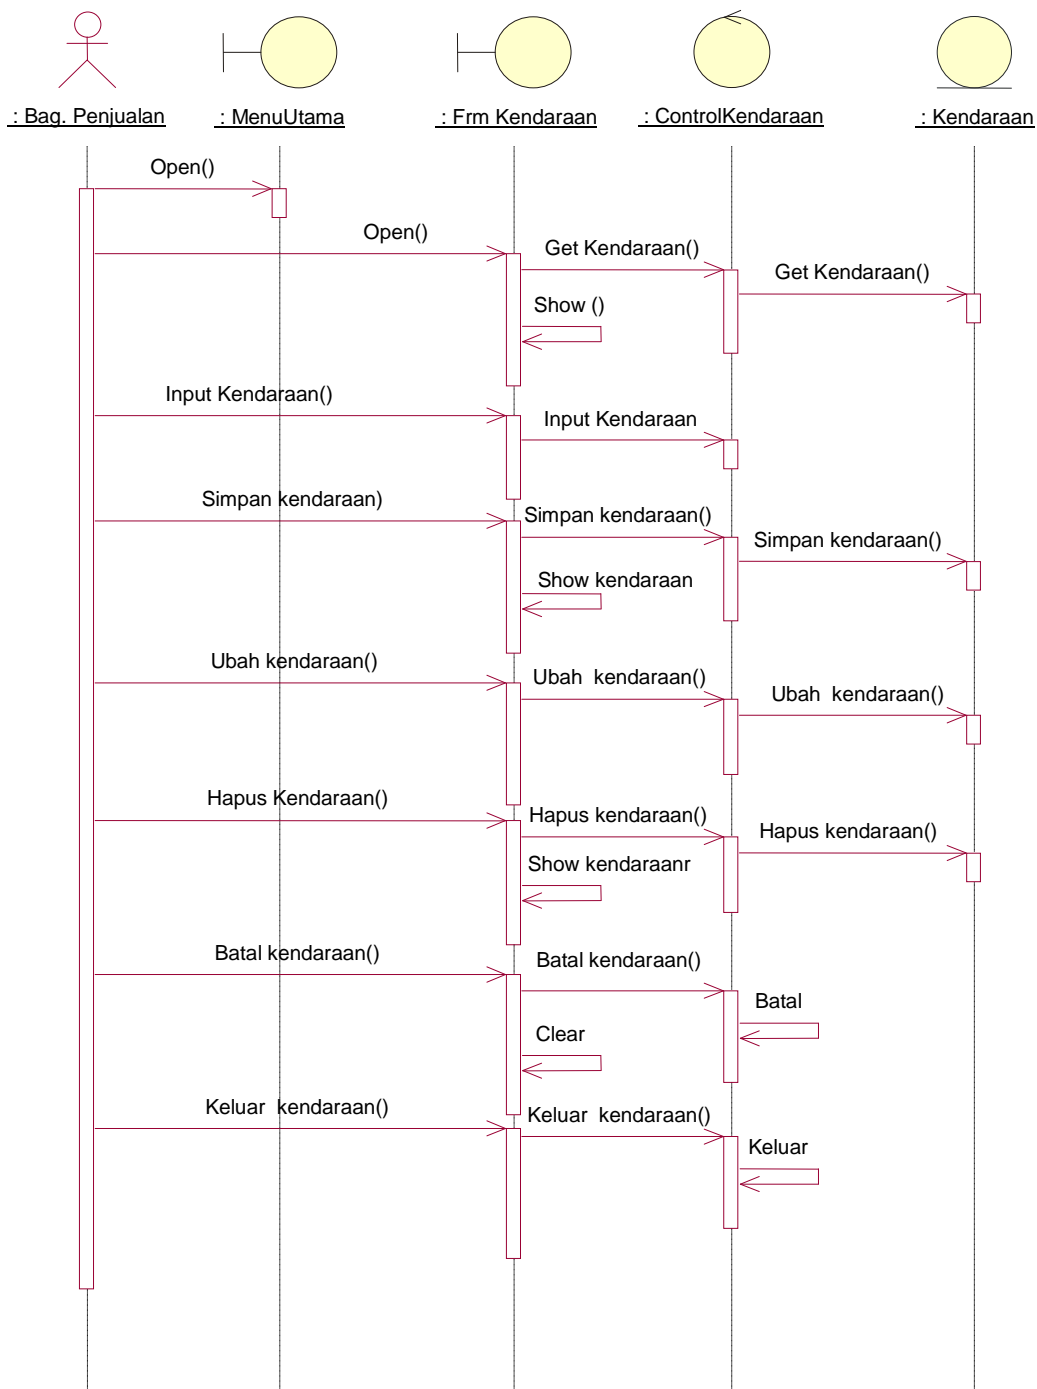 : Bag. Penjualan
: MenuUtama
: Frm Kendaraan
: ControlKendaraan
: Kendaraan
Open()
Open()
Get Kendaraan()
Get Kendaraan()
Show ()
Input Kendaraan()
Input Kendaraan
Simpan kendaraan)
Simpan kendaraan()
Simpan kendaraan()
Show kendaraan
Ubah kendaraan()
Ubah  kendaraan()
Ubah  kendaraan()
Hapus Kendaraan()
Hapus kendaraan()
Hapus kendaraan()
Show kendaraanr
Batal kendaraan()
Batal kendaraan()
Batal
Clear
Keluar  kendaraan()
Keluar  kendaraan()
Keluar